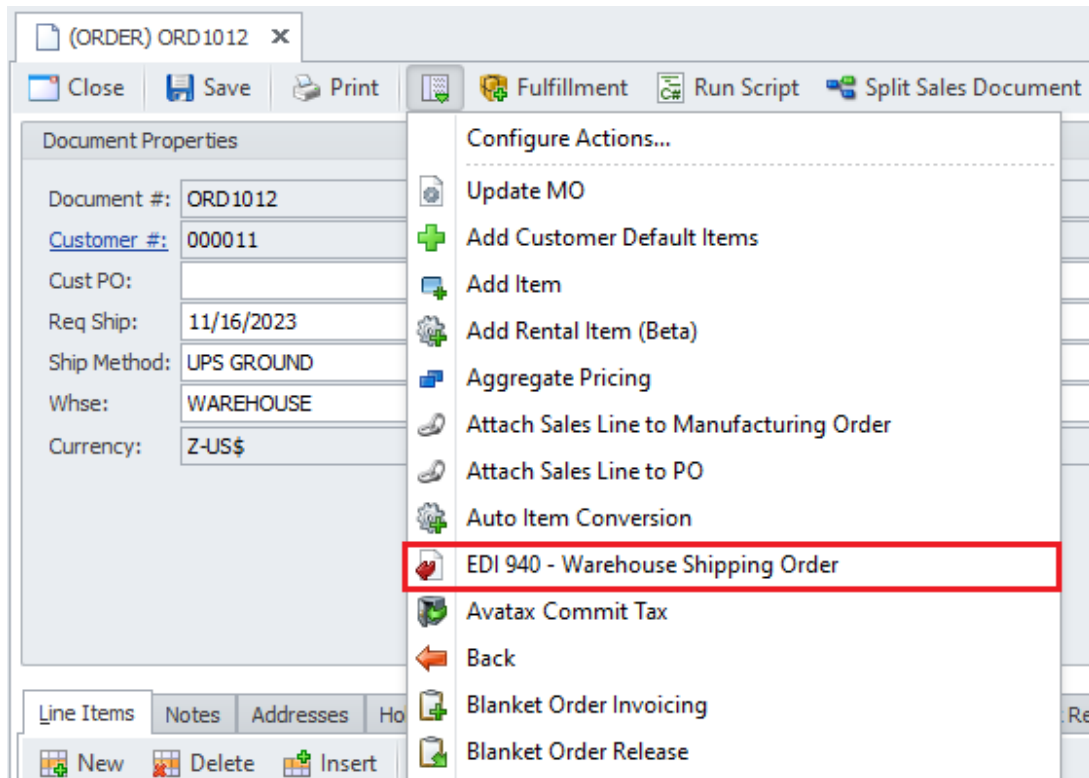 (ORDER) ORD1012
Close Save Print Fulfillment Run Script Split Sales Document
Document Properties
Document #: ORD1012
Customer #: 000011
Cust PO:
Req Ship: 11/16/2023
Ship Method: UPS GROUND
Whse: WAREHOUSE
Currency: Z-US$
Configure Actions...
Update MO
Add Customer Default Items
Add Item
Add Rental Item (Beta)
Aggregate Pricing
Attach Sales Line to Manufacturing Order
Attach Sales Line to PO
Auto Item Conversion
EDI 940 - Warehouse Shipping Order
Avatax Commit Tax
Back
Blanket Order Invoicing
Blanket Order Release
Line Items Notes Addresses Ho Re
New Delete Insert